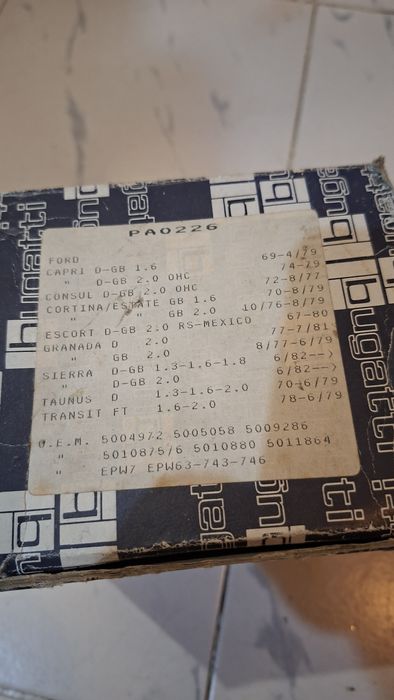 PA0226
FORD
CAPRI D-GB 1.6 69-4/79
" D-GB 2.0 OHC 74-79
CONSUL D-GB 2.0 OHC 72-8/77
CORTINA/ESTATE GB 1.6 70-8/79
" " GB 2.0 10/76-8/79
ESCORT D-GB 2.0 RS-MEXICO 67-80
GRANADA D 2.0 77-7/81
" GB 2.0 8/77-6/79
SIERRA D-GB 1.3-1.6-1.8 6/82-->
" D-GB 2.0 6/82-->
TAUNUS D 1.3-1.6-2.0 70-6/79
TRANSIT FT 1.6-2.0 78-6/79
O.E.M. 5004972 5005058 5009286
" 5010875/6 5010880 5011864
" EPW7 EPW63-743-746
bugatti
bugatti
bugatti